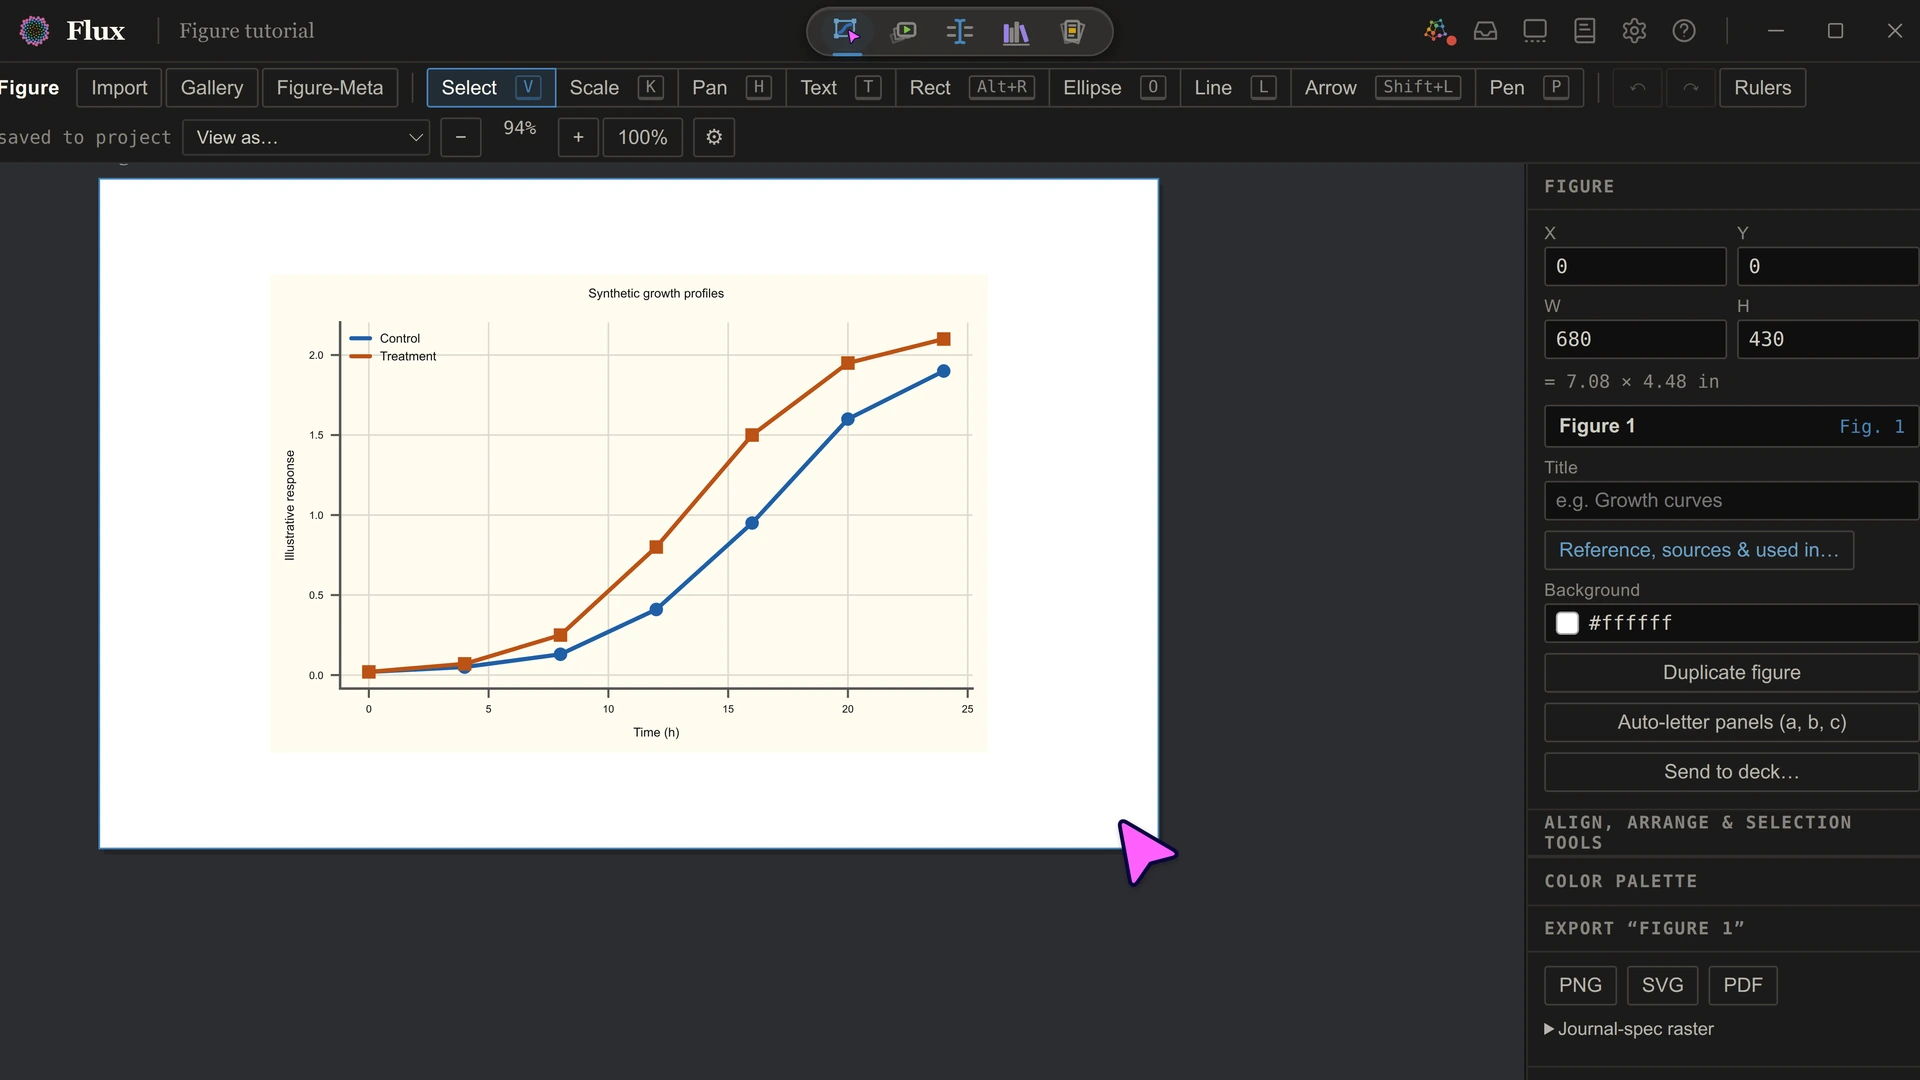 Flux
Figure tutorial
Figure
Import
Gallery
Figure-Meta
Select V
Scale K
Pan H
Text T
Rect Alt+R
Ellipse O
Line L
Arrow Shift+L
Pen P
Rulers
saved to project
View as…
−
94%
+
100%
FIGURE
X
Y
0
0
W
H
680
430
= 7.08 × 4.48 in
Figure 1
Fig. 1
Title
e.g. Growth curves
Reference, sources & used in…
Background
#ffffff
Duplicate figure
Auto-letter panels (a, b, c)
Send to deck…
ALIGN, ARRANGE & SELECTION
TOOLS
COLOR PALETTE
EXPORT “FIGURE 1”
PNG
SVG
PDF
Journal-spec raster
Synthetic growth profiles
Control
Treatment
2.0
1.5
1.0
0.5
0.0
Illustrative response
0
5
10
15
20
25
Time (h)